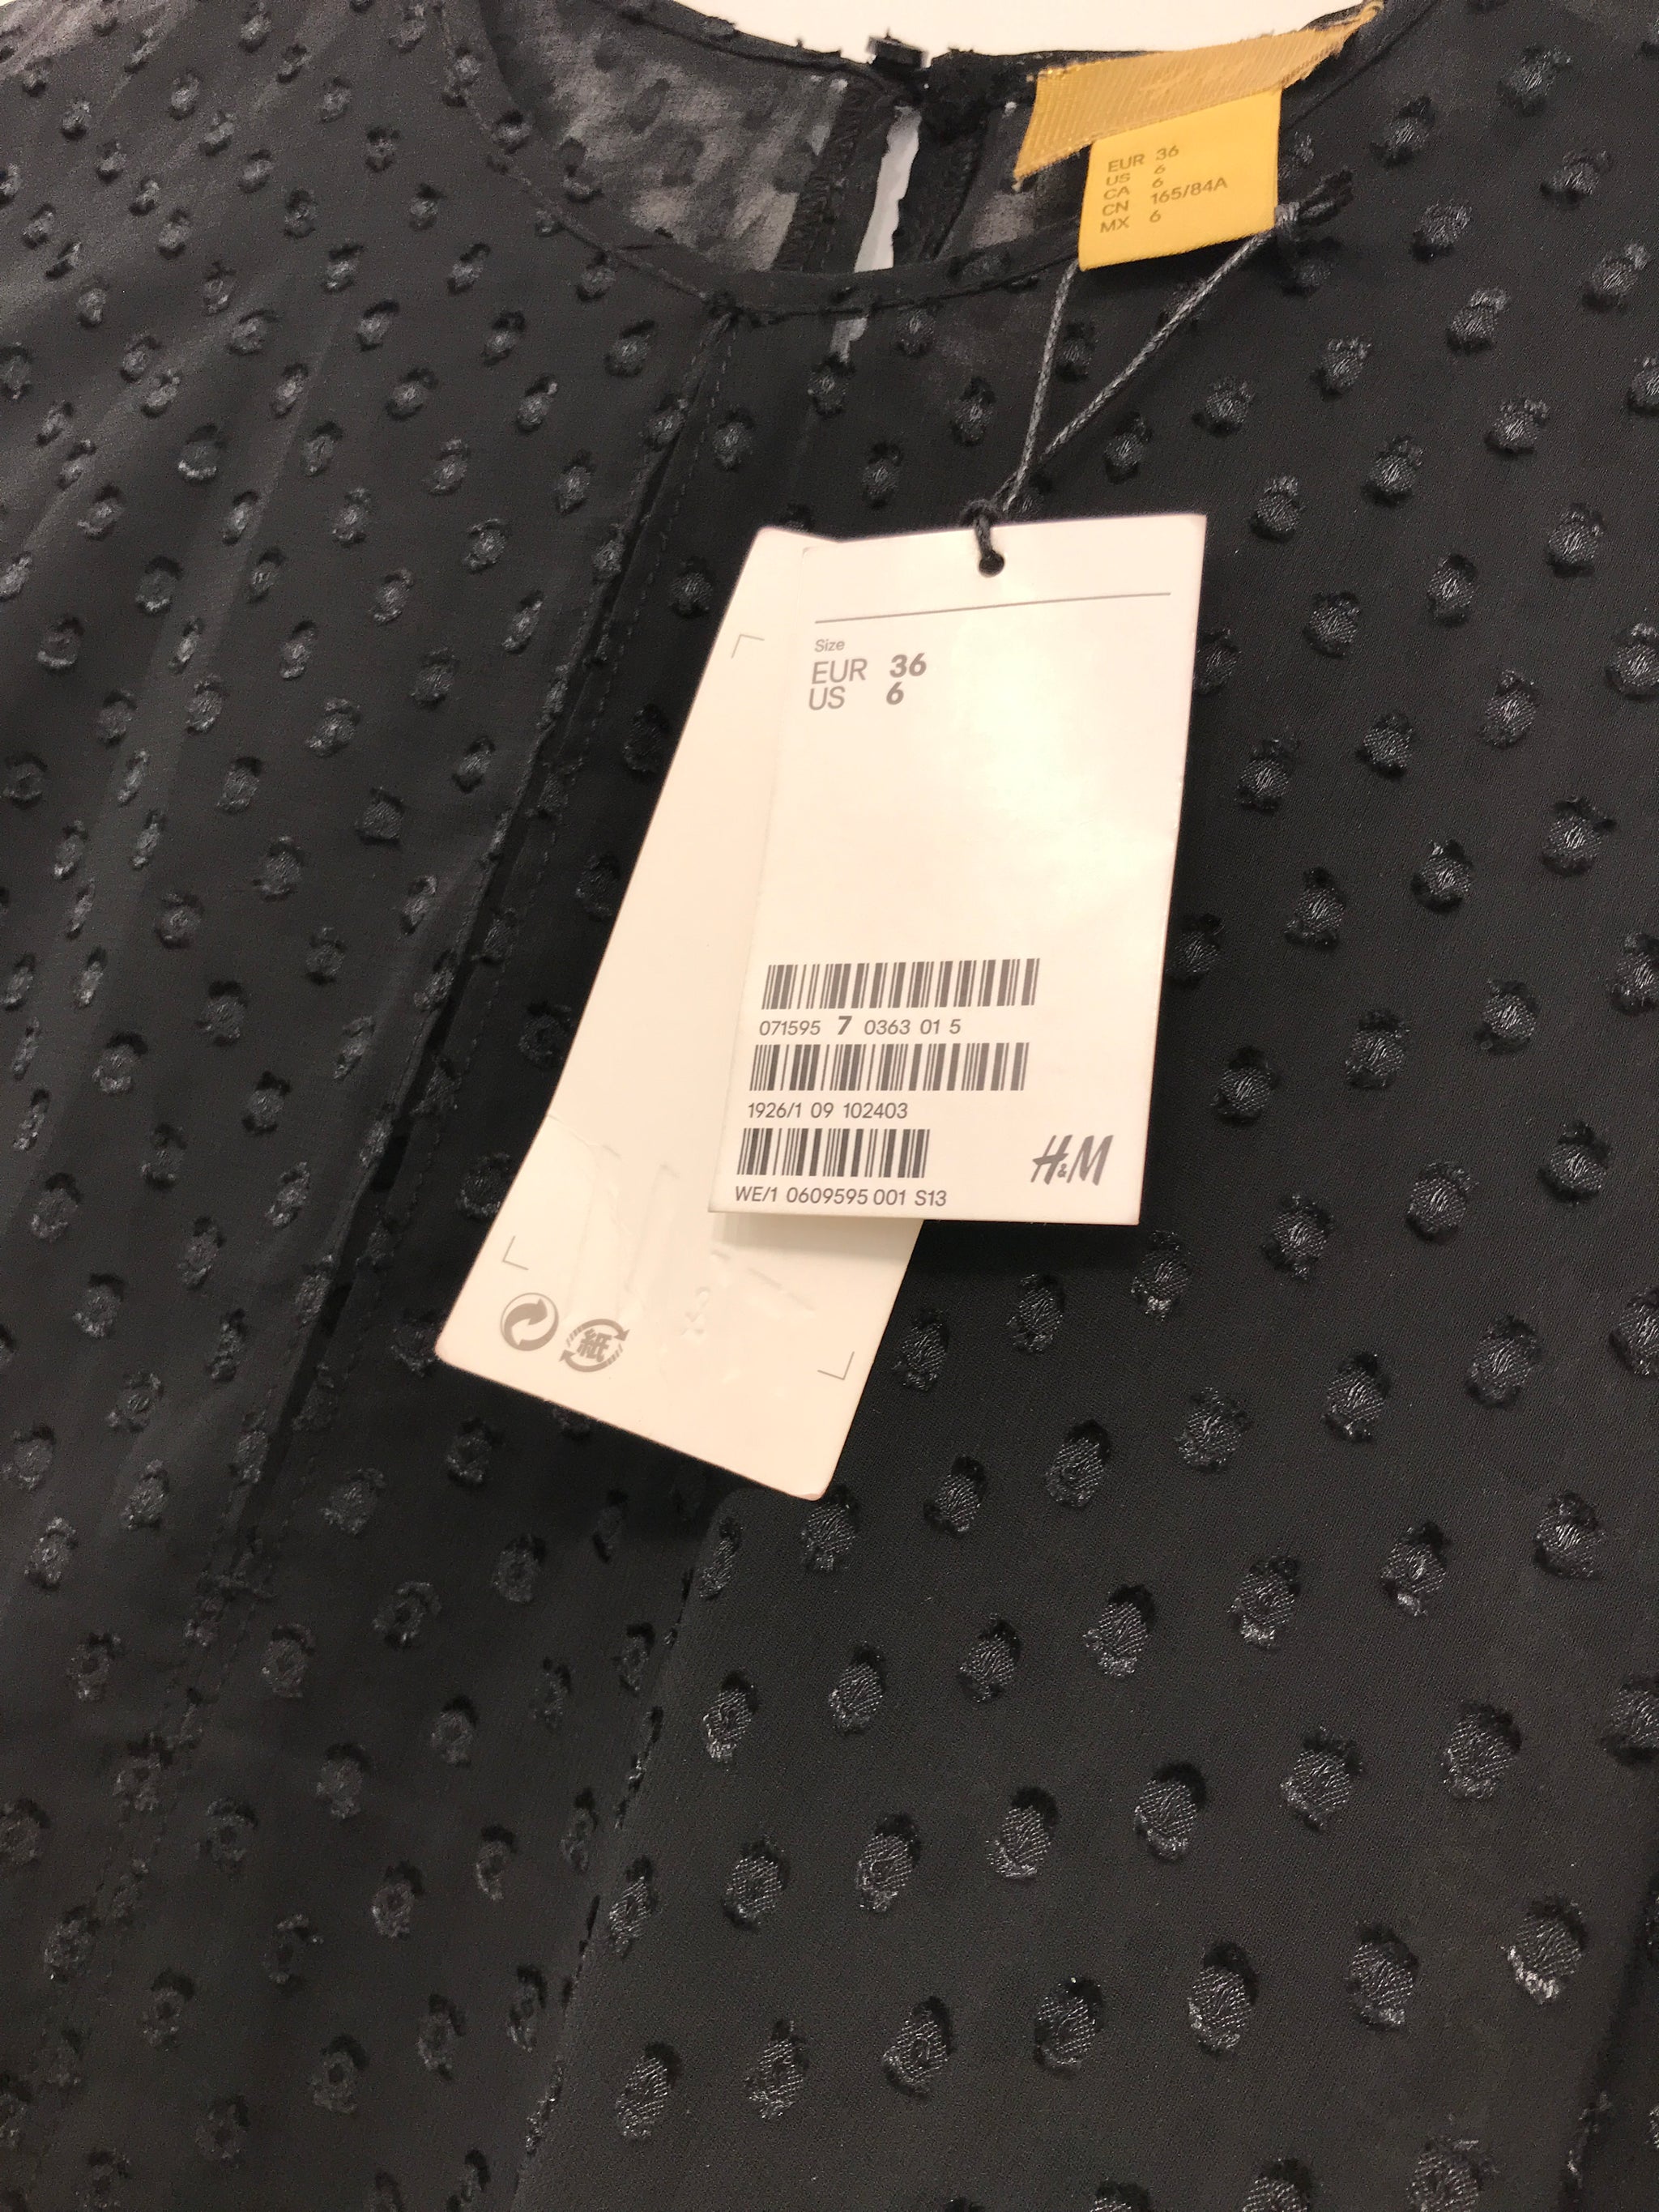 EUR 36
US 6
CA 6
CN 165/84A
MX 6
Size
EUR 36
US 6
071595 7 0363 01 5
1926/1 09 102403
WE/1 0609595 001 S13
H&M
紙